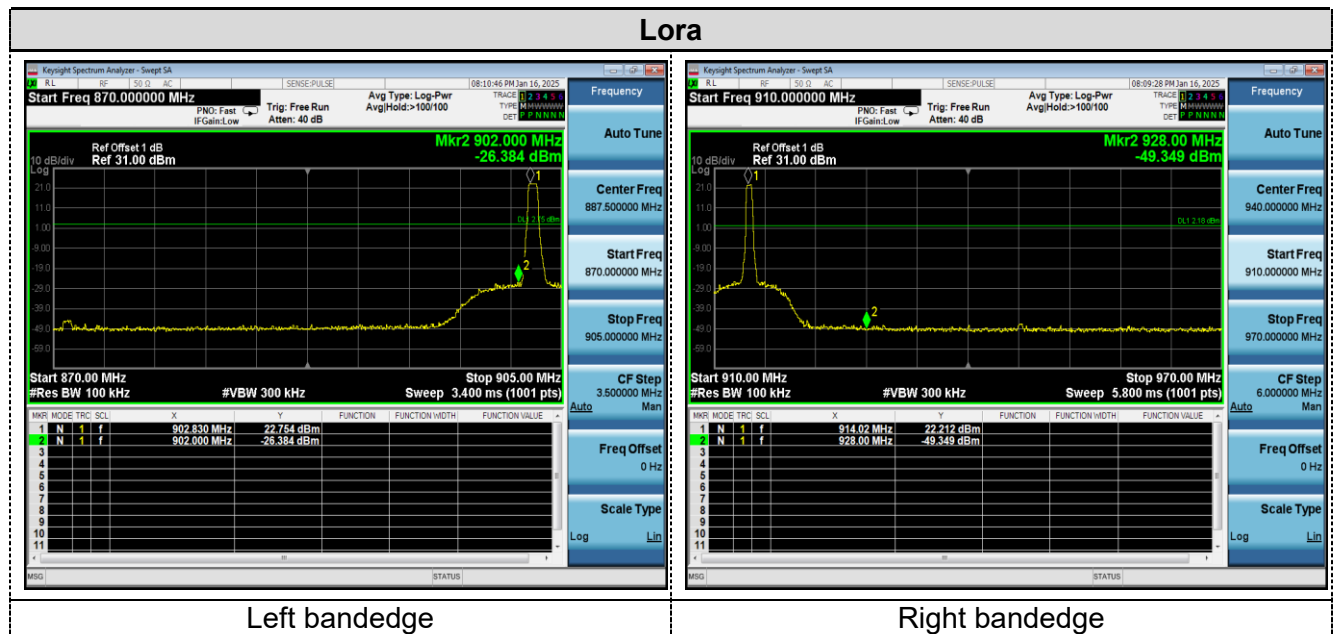 Lora
Keysight Spectrum Analyzer - Swept SA
RL RF 50 Ω AC SENSE:PULSE 08:10:46 PM Jan 16, 2025
Start Freq 870.000000 MHz
PNO: Fast
IFGain:Low
Trig: Free Run
Atten: 40 dB
Avg Type: Log-Pwr
Avg|Hold:>100/100
TRACE 1 2 3 4 5 6
TYPE M
DET P P N N N N
Mkr2 902.000 MHz
-26.384 dBm
Ref Offset 1 dB
10 dB/div Ref 31.00 dBm
Log
21.0
11.0
1.00
-9.00
-19.0
-29.0
-39.0
-49.0
-59.0
1
2
Start 870.00 MHz Stop 905.00 MHz
#Res BW 100 kHz #VBW 300 kHz Sweep 3.400 ms (1001 pts)
MKR MODE TRC SCL X Y FUNCTION FUNCTION WIDTH FUNCTION VALUE
1 N 1 f 902.830 MHz 22.754 dBm
2 N 1 f 902.000 MHz -26.384 dBm
3
4
5
6
7
8
9
10
11
MSG STATUS
Frequency
Auto Tune
Center Freq
887.500000 MHz
Start Freq
870.000000 MHz
Stop Freq
905.000000 MHz
CF Step
3.500000 MHz
Auto Man
Freq Offset
0 Hz
Scale Type
Log Lin
Left bandedge
Keysight Spectrum Analyzer - Swept SA
RL RF 50 Ω AC SENSE:PULSE 08:09:28 PM Jan 16, 2025
Start Freq 910.000000 MHz
PNO: Fast
IFGain:Low
Trig: Free Run
Atten: 40 dB
Avg Type: Log-Pwr
Avg|Hold:>100/100
TRACE 1 2 3 4 5 6
TYPE M
DET P P N N N N
Mkr2 928.00 MHz
-49.349 dBm
Ref Offset 1 dB
10 dB/div Ref 31.00 dBm
Log
21.0
11.0
1.00
-9.00
-19.0
-29.0
-39.0
-49.0
-59.0
1
DL1 2.18 dBm
2
Start 910.00 MHz Stop 970.00 MHz
#Res BW 100 kHz #VBW 300 kHz Sweep 5.800 ms (1001 pts)
MKR MODE TRC SCL X Y FUNCTION FUNCTION WIDTH FUNCTION VALUE
1 N 1 f 914.02 MHz 22.212 dBm
2 N 1 f 928.00 MHz -49.349 dBm
3
4
5
6
7
8
9
10
11
MSG STATUS
Frequency
Auto Tune
Center Freq
940.000000 MHz
Start Freq
910.000000 MHz
Stop Freq
970.000000 MHz
CF Step
6.000000 MHz
Auto Man
Freq Offset
0 Hz
Scale Type
Log Lin
Right bandedge